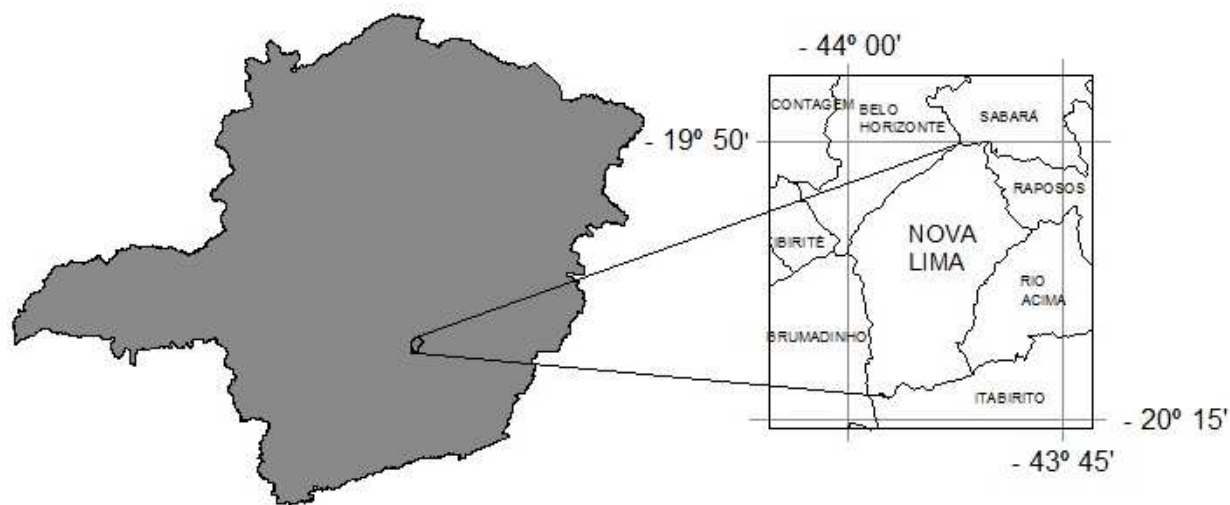 - 44º 00'
CONTAGEM
BELO
HORIZONTE
SABARÁ
- 19º 50'
RAPOSOS
IBIRITÉ
NOVA
LIMA
RIO
ACIMA
BRUMADINHO
ITABIRITO
- 20º 15'
- 43º 45'